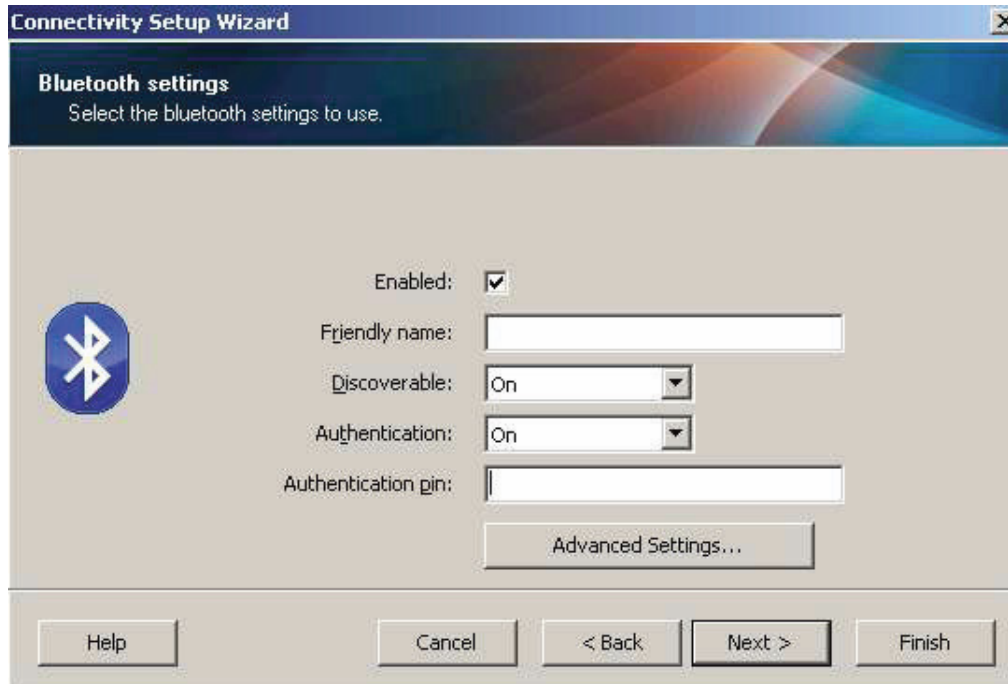 Connectivity Setup Wizard
Bluetooth settings
Select the bluetooth settings to use.
Enabled:
Friendly name:
Discoverable: On
Authentication: On
Authentication pin:
Advanced Settings...
Help Cancel < Back Next > Finish